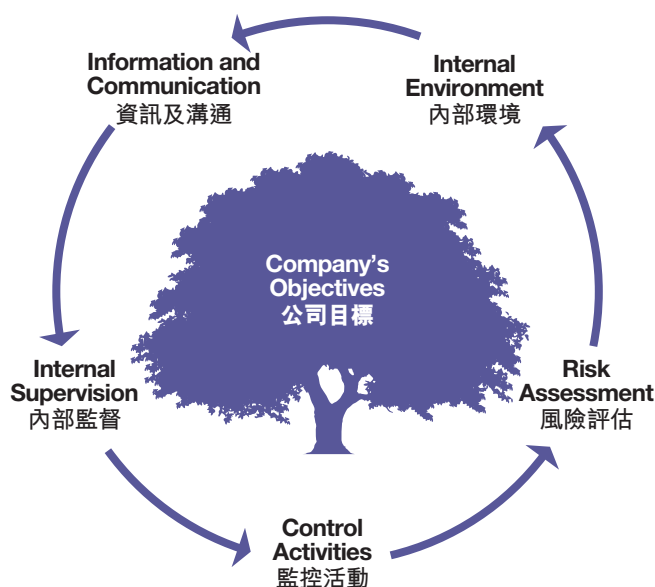 Information and
Communication
資訊及溝通
Internal
Environment
內部環境
Company's
Objectives
公司目標
Internal
Supervision
內部監督
Risk
Assessment
風險評估
Control
Activities
監控活動